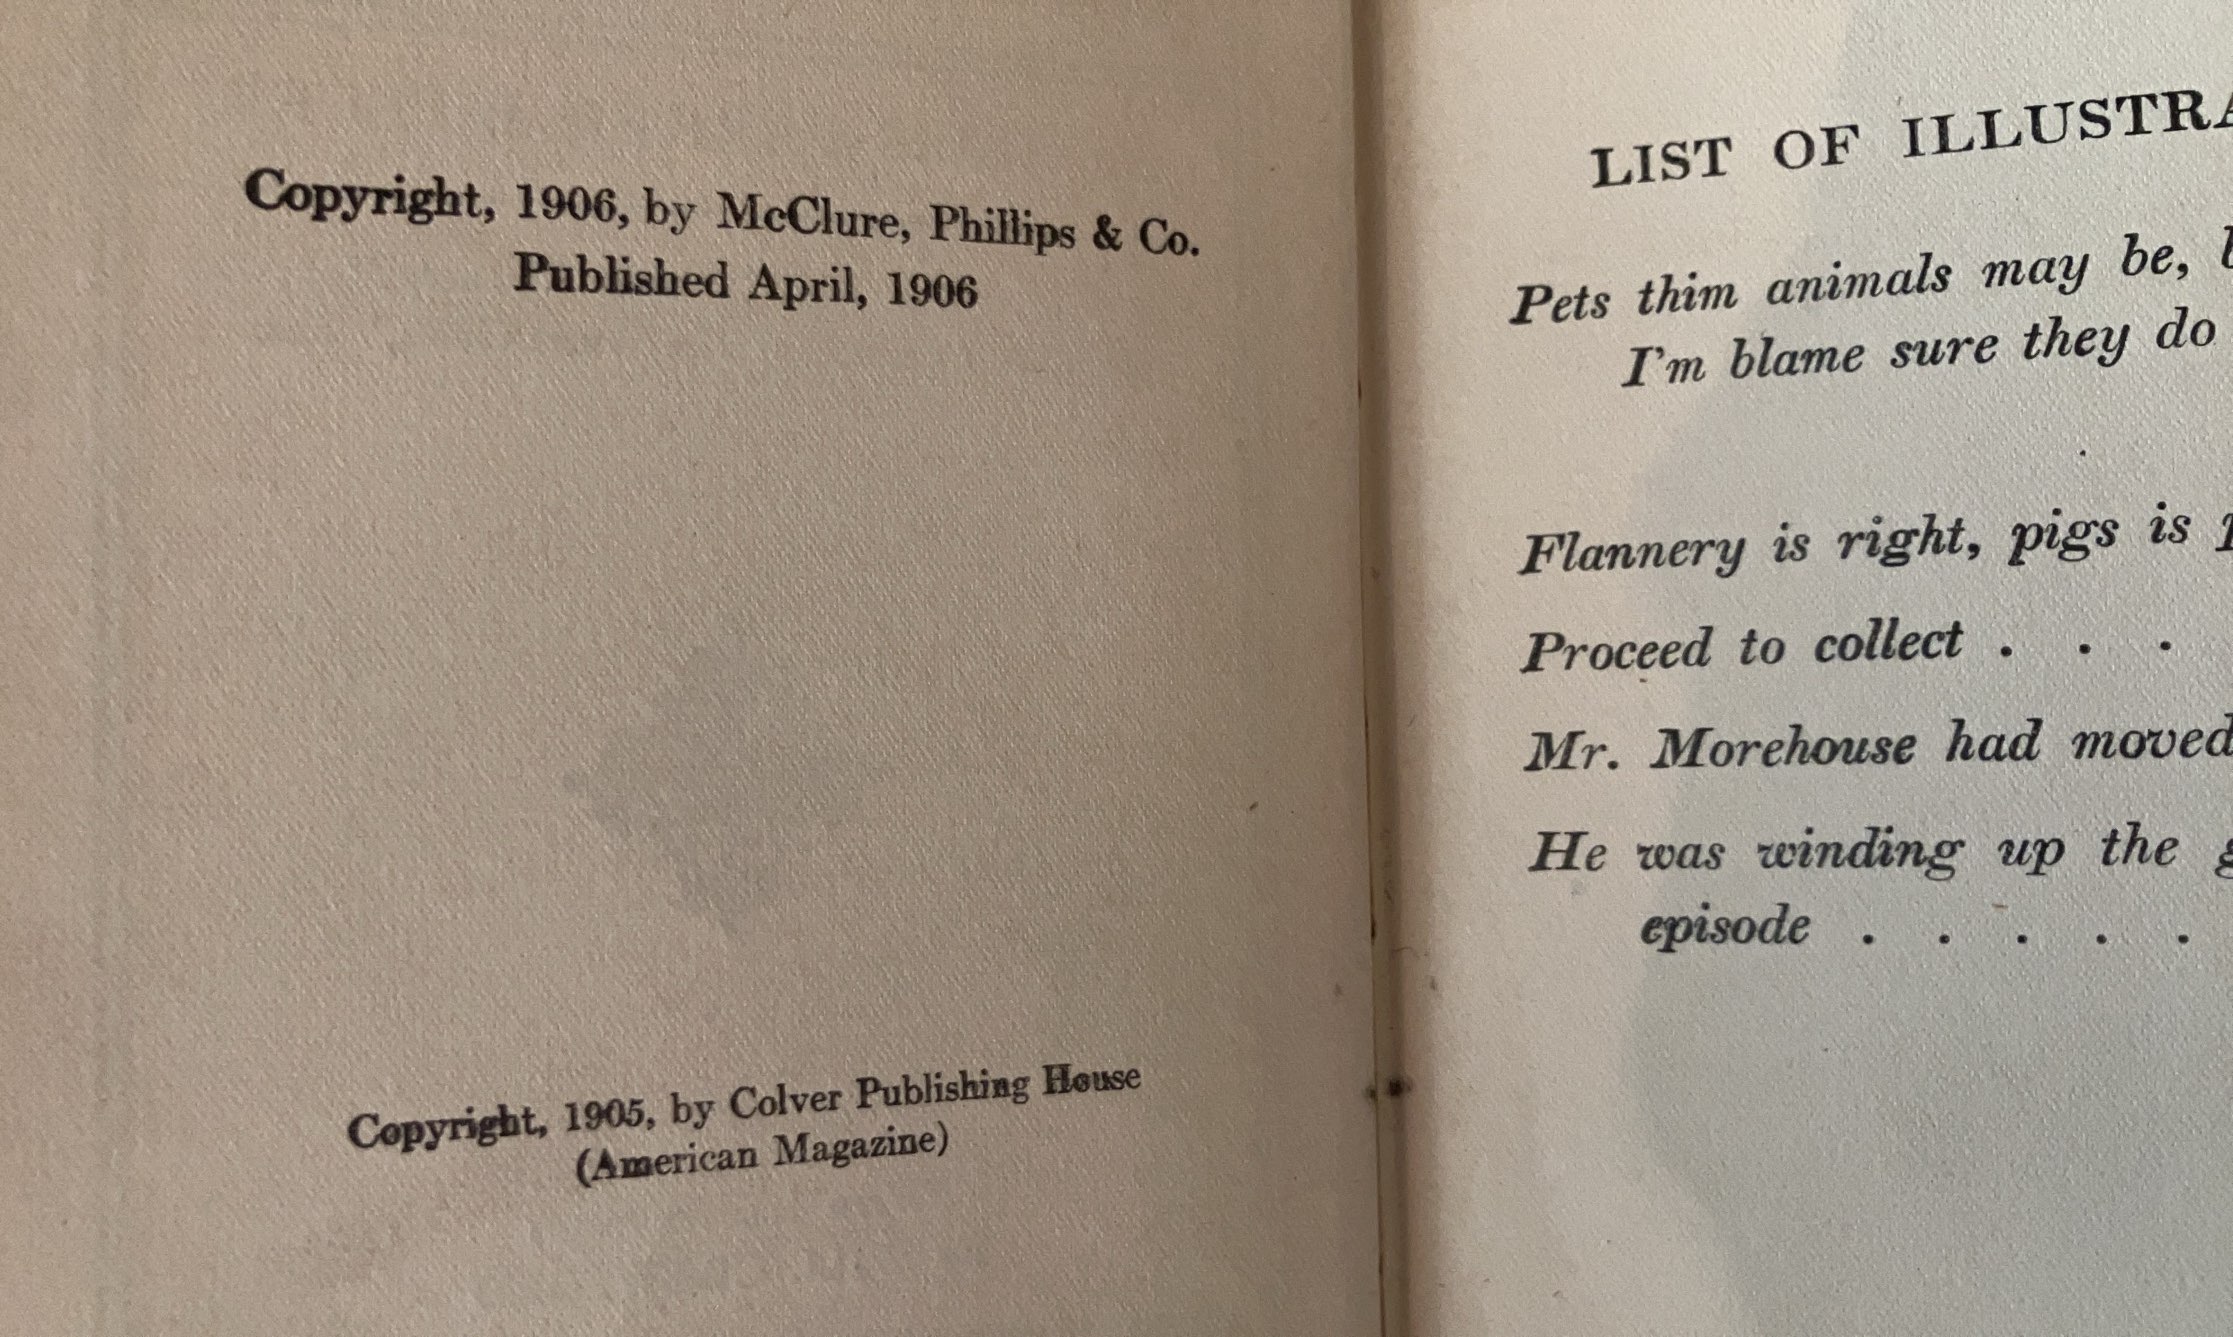 Copyright, 1906, by McClure, Phillips & Co.
Published April, 1906
Copyright, 1905, by Colver Publishing House
(American Magazine)
LIST OF ILLUSTRA
Pets thim animals may be,
I'm blame sure they do
Flannery is right, pigs is
Proceed to collect . . .
Mr. Morehouse had moved
He was winding up the
episode . . . . .